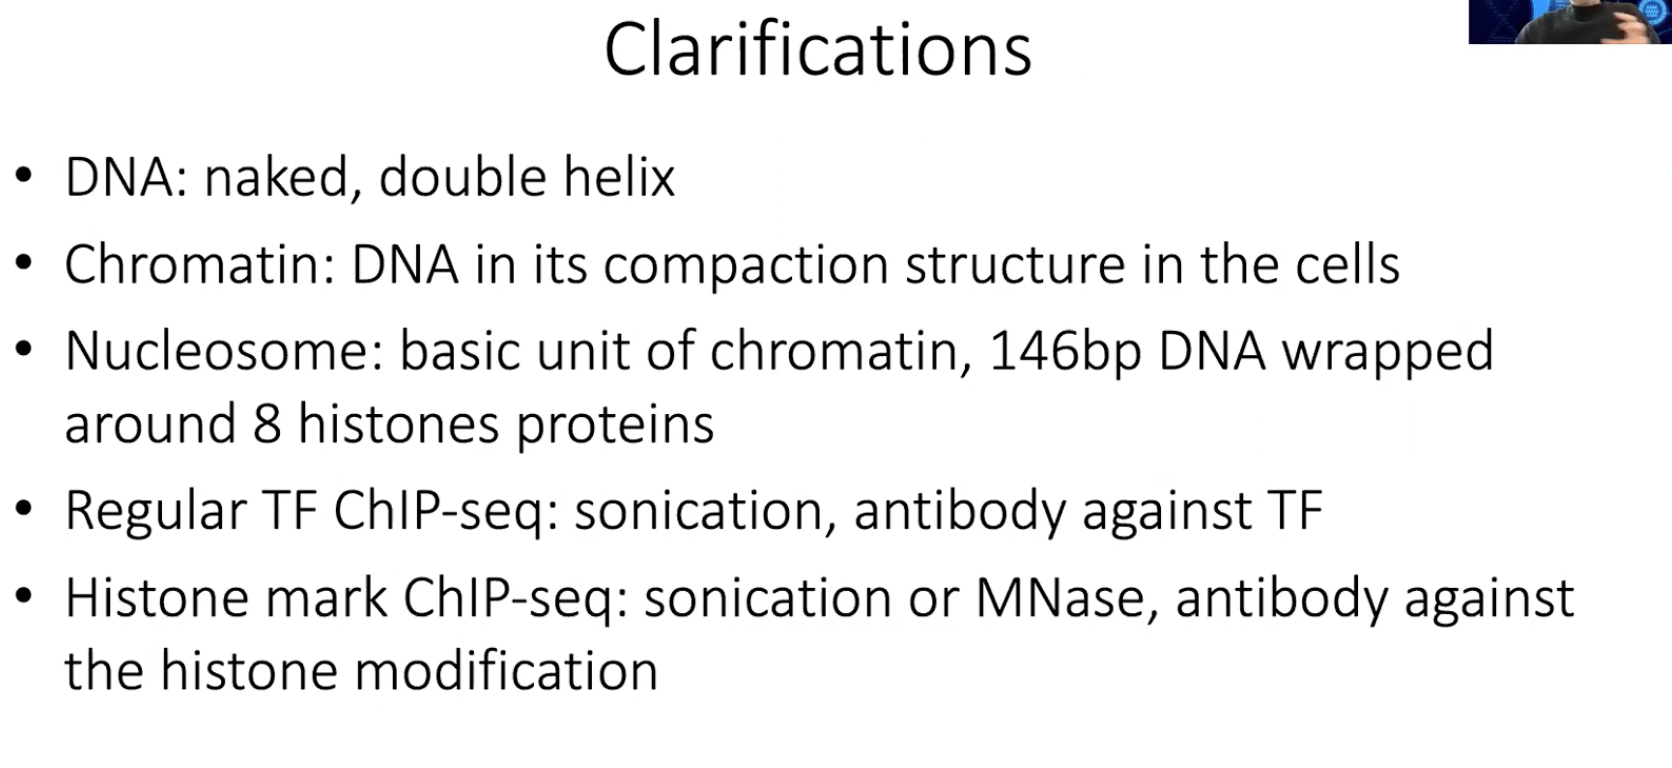 Clarifications
• DNA: naked, double helix
• Chromatin: DNA in its compaction structure in the cells
• Nucleosome: basic unit of chromatin, 146bp DNA wrapped
around 8 histones proteins
• Regular TF ChIP-seq: sonication, antibody against TF
• Histone mark ChIP-seq: sonication or MNase, antibody against
the histone modification